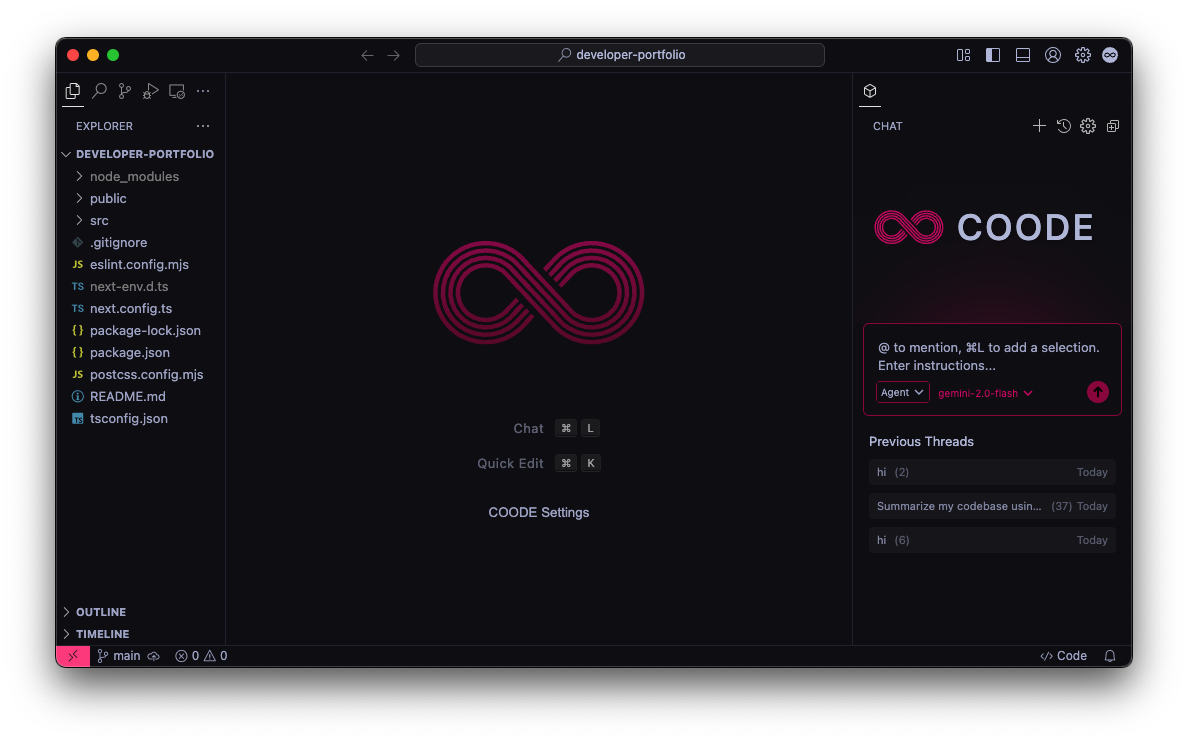 developer-portfolio
EXPLORER
DEVELOPER-PORTFOLIO
node_modules
public
src
.gitignore
JS eslint.config.mjs
TS next-env.d.ts
TS next.config.ts
{} package-lock.json
{} package.json
JS postcss.config.mjs
README.md
TS tsconfig.json
OUTLINE
TIMELINE
Chat ⌘ L
Quick Edit ⌘ K
COODE Settings
CHAT
COODE
@ to mention, ⌘L to add a selection.
Enter instructions...
Agent gemini-2.0-flash
Previous Threads
hi (2) Today
Summarize my codebase usin... (37) Today
hi (6) Today
main 0 0
Code